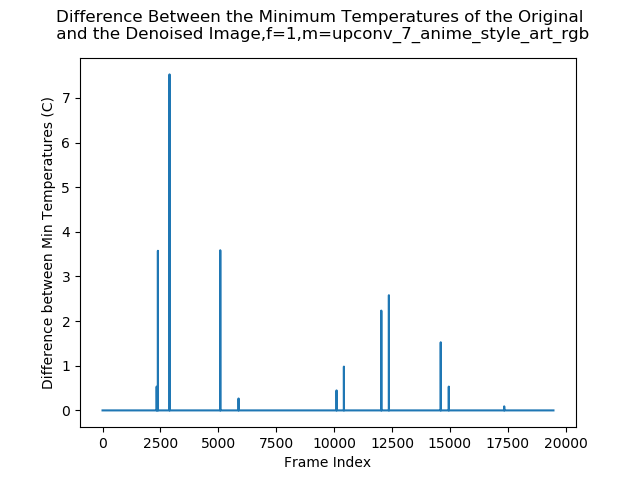 Difference Between the Minimum Temperatures of the Original
and the Denoised Image,f=1,m=upconv_7_anime_style_art_rgb
Difference between Min Temperatures (C)
7
6
5
4
3
2
1
0
0 2500 5000 7500 10000 12500 15000 17500 20000
Frame Index